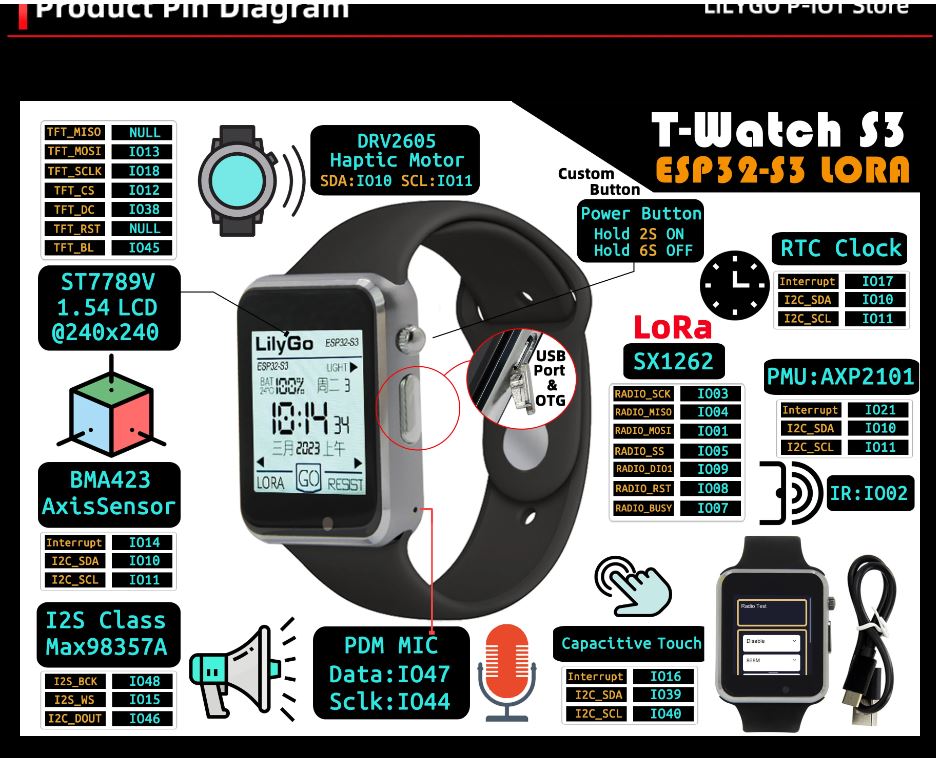 Product Pin Diagram
LILYGO P-IOT Store
T-Watch S3
ESP32-S3 LORA
TFT_MISO NULL
TFT_MOSI IO13
TFT_SCLK IO18
TFT_CS IO12
TFT_DC IO38
TFT_RST NULL
TFT_BL IO45
ST7789V
1.54 LCD
@240x240
DRV2605
Haptic Motor
SDA:IO10 SCL:IO11
Custom
Button
Power Button
Hold 2S ON
Hold 6S OFF
RTC Clock
Interrupt IO17
I2C_SDA IO10
I2C_SCL IO11
LilyGo ESP32-S3
ESP32-S3 LIGHT
BAT 24°C 100% 周二 3
10:14 34
三月 2023 上午
LORA GO RESST
USB
Port
&
OTG
LoRa
SX1262
RADIO_SCK IO03
RADIO_MISO IO04
RADIO_MOSI IO01
RADIO_SS IO05
RADIO_DIO1 IO09
RADIO_RST IO08
RADIO_BUSY IO07
PMU:AXP2101
Interrupt IO21
I2C_SDA IO10
I2C_SCL IO11
IR:IO02
BMA423
AxisSensor
Interrupt IO14
I2C_SDA IO10
I2C_SCL IO11
I2S Class
Max98357A
I2S_BCK IO48
I2S_WS IO15
I2C_DOUT IO46
PDM MIC
Data:IO47
Sclk:IO44
Capacitive Touch
Interrupt IO16
I2C_SDA IO39
I2C_SCL IO40
Radio Test
Disable